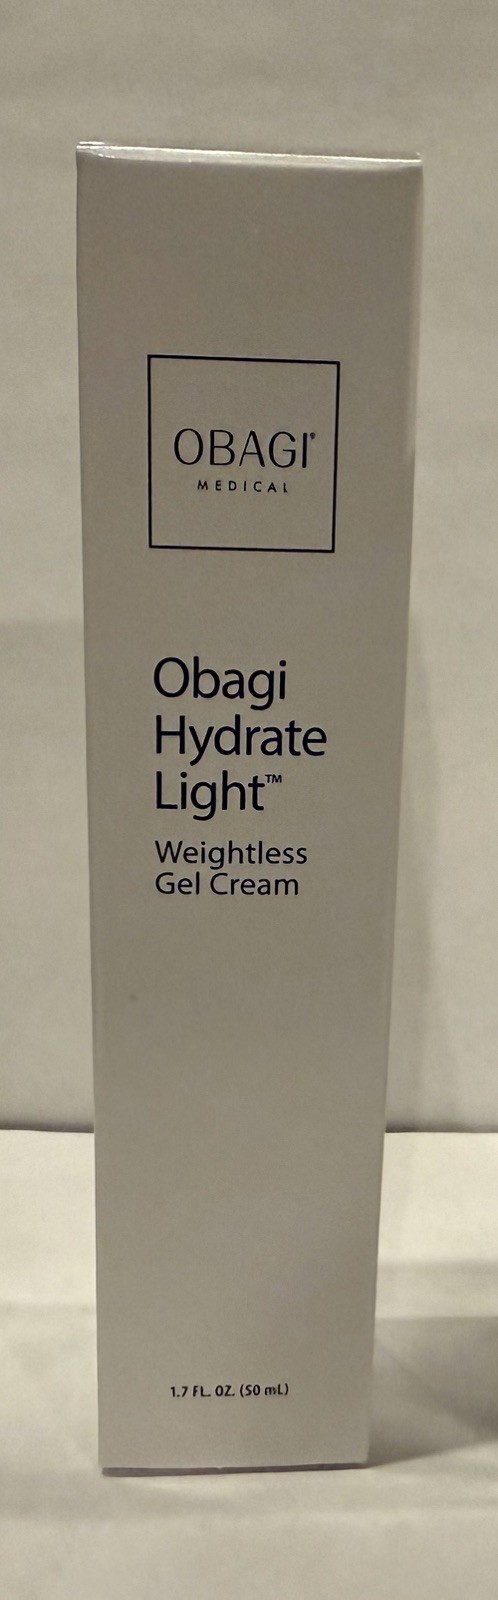 OBAGI®
MEDICAL
Obagi
Hydrate
Light™
Weightless
Gel Cream
1.7 FL. OZ. (50 mL)